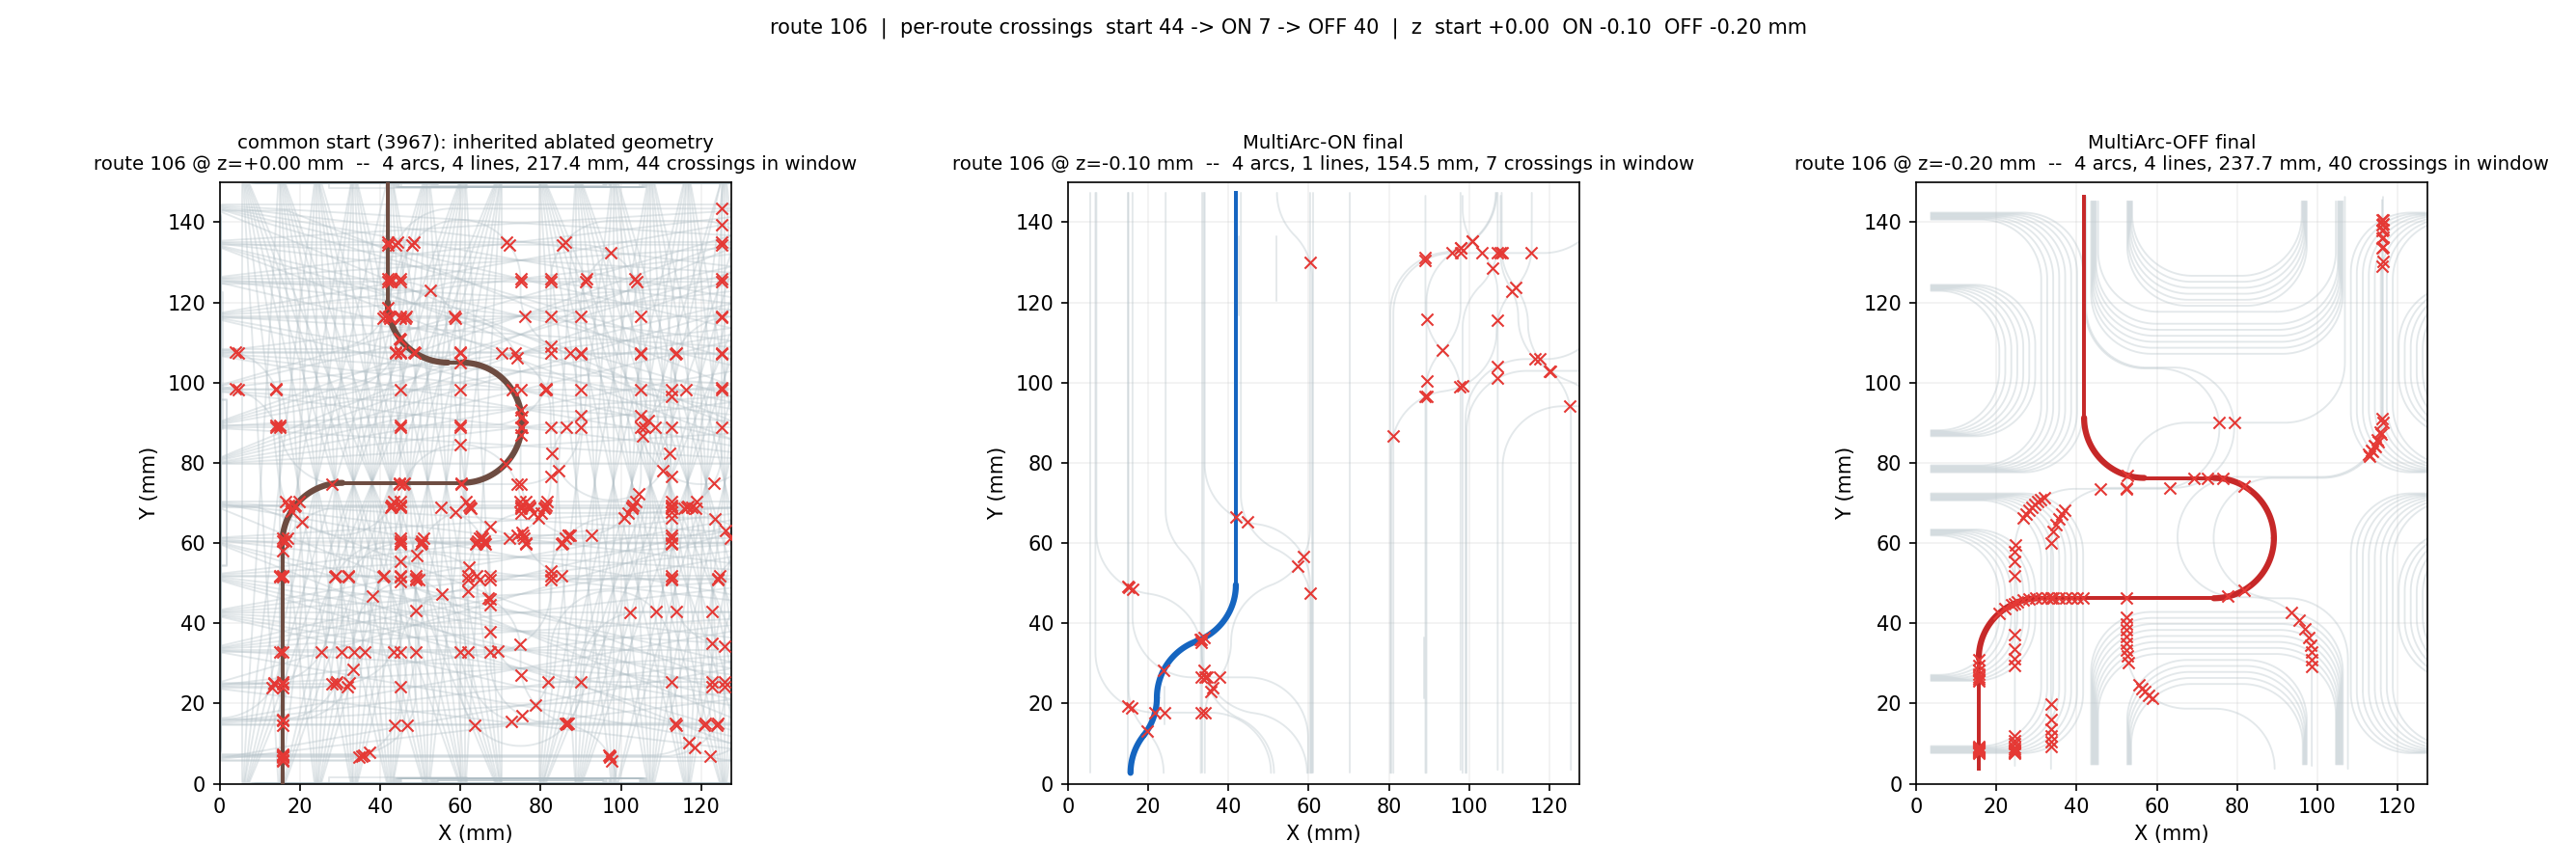 route 106 | per-route crossings start 44 -> ON 7 -> OFF 40 | z start +0.00 ON -0.10 OFF -0.20 mm
common start (3967): inherited ablated geometry
route 106 @ z=+0.00 mm -- 4 arcs, 4 lines, 217.4 mm, 44 crossings in window
140
120
100
80
60
40
20
0
Y (mm)
0 20 40 60 80 100 120
X (mm)
MultiArc-ON final
route 106 @ z=-0.10 mm -- 4 arcs, 1 lines, 154.5 mm, 7 crossings in window
140
120
100
80
60
40
20
0
Y (mm)
0 20 40 60 80 100 120
X (mm)
MultiArc-OFF final
route 106 @ z=-0.20 mm -- 4 arcs, 4 lines, 237.7 mm, 40 crossings in window
140
120
100
80
60
40
20
0
Y (mm)
0 20 40 60 80 100 120
X (mm)